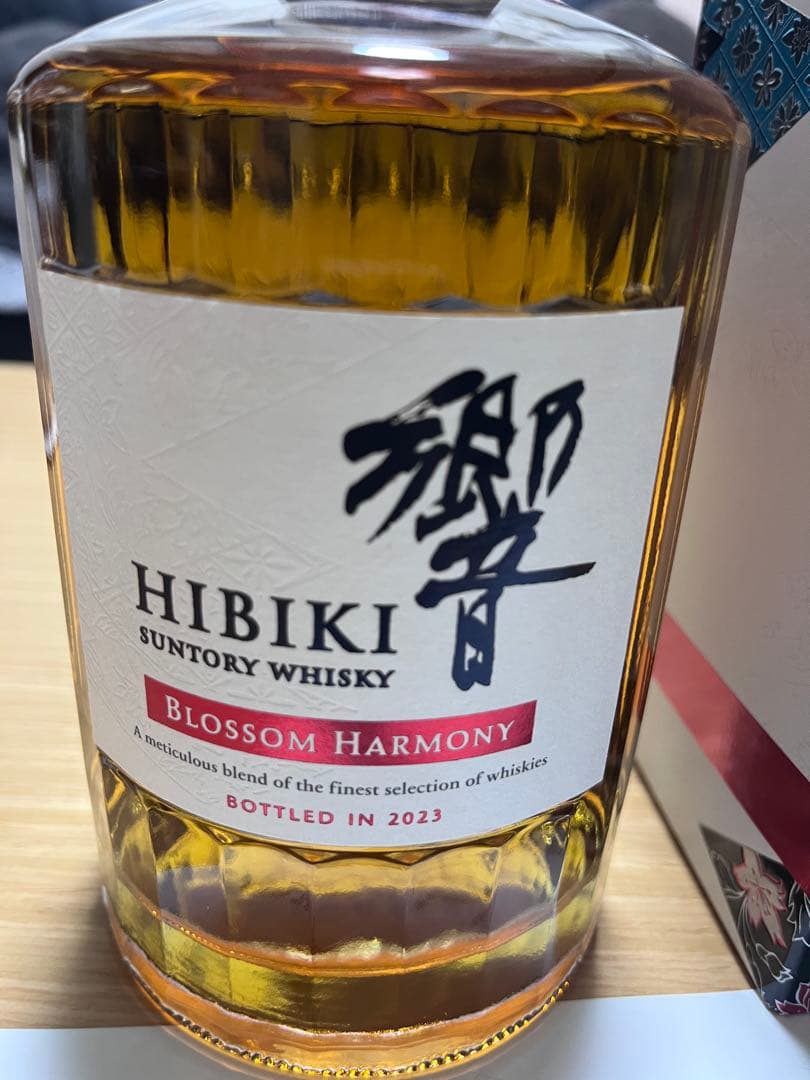 響
HIBIKI
SUNTORY WHISKY
BLOSSOM HARMONY
A meticulous blend of the finest selection of whiskies
BOTTLED IN 2023